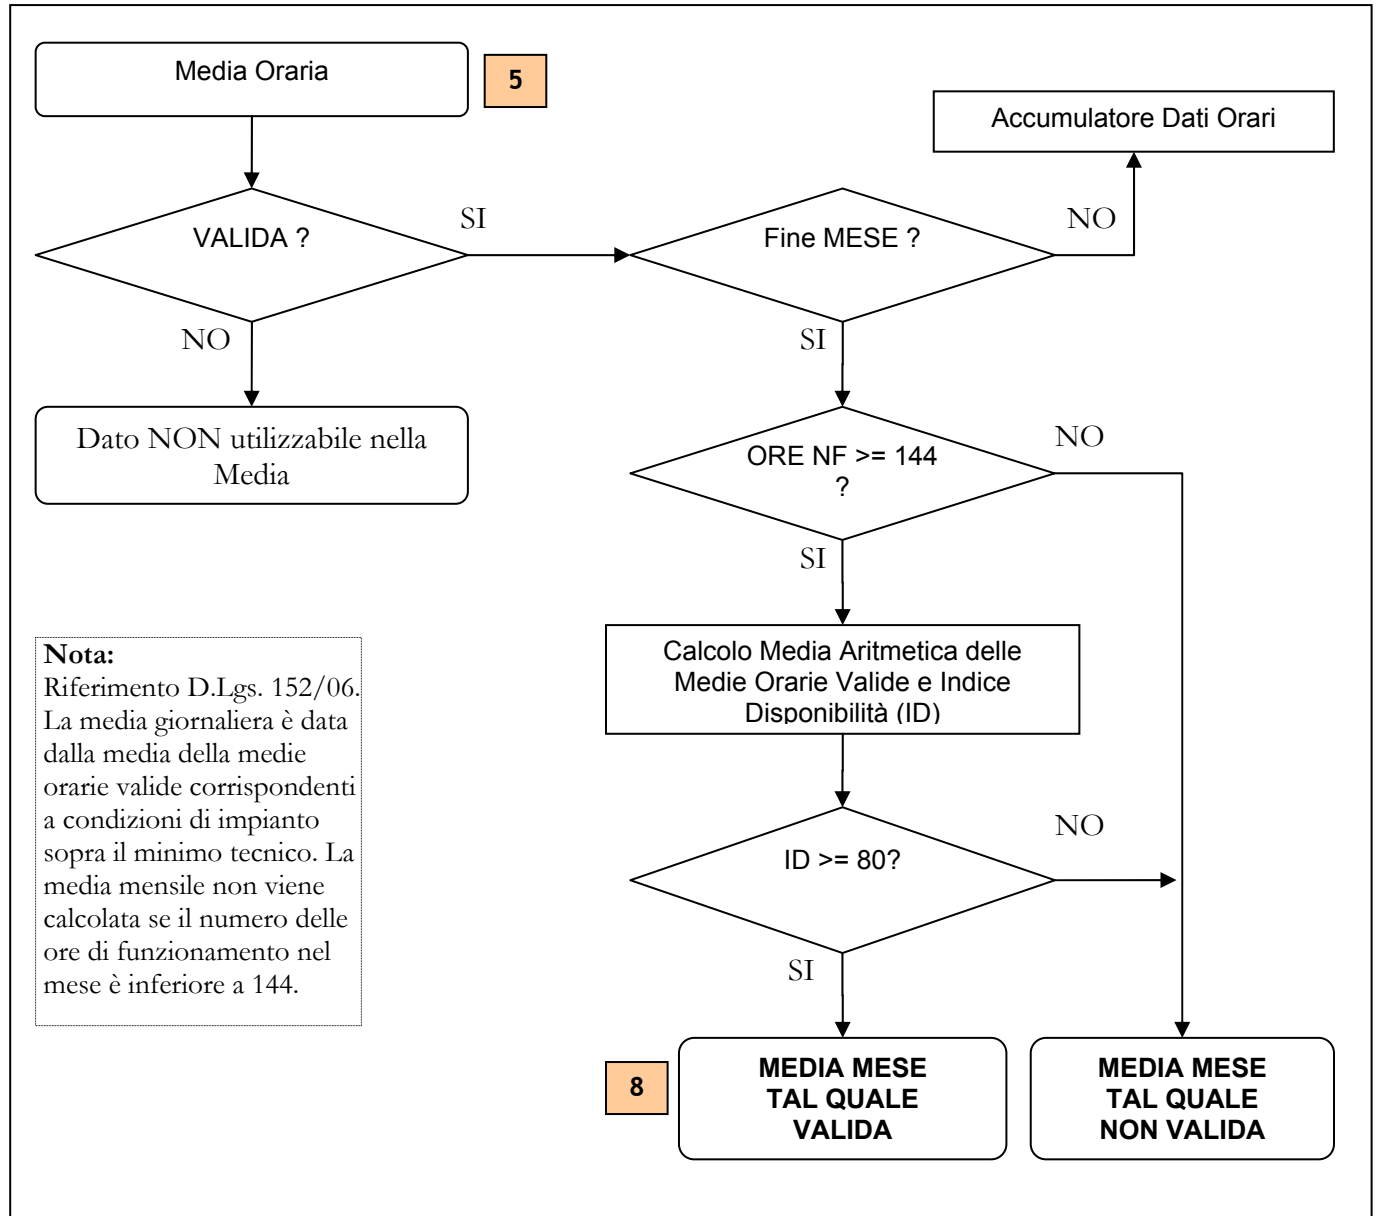 Media Oraria
5
Accumulatore Dati Orari
VALIDA ?
SI
Fine MESE ?
NO
NO
SI
Dato NON utilizzabile nella
Media
ORE NF >= 144
?
NO
SI
Nota:
Riferimento D.Lgs. 152/06.
La media giornaliera è data
dalla media della medie
orarie valide corrispondenti
a condizioni di impianto
sopra il minimo tecnico. La
media mensile non viene
calcolata se il numero delle
ore di funzionamento nel
mese è inferiore a 144.
Calcolo Media Aritmetica delle
Medie Orarie Valide e Indice
Disponibilità (ID)
ID >= 80?
NO
SI
8
MEDIA MESE
TAL QUALE
VALIDA
MEDIA MESE
TAL QUALE
NON VALIDA